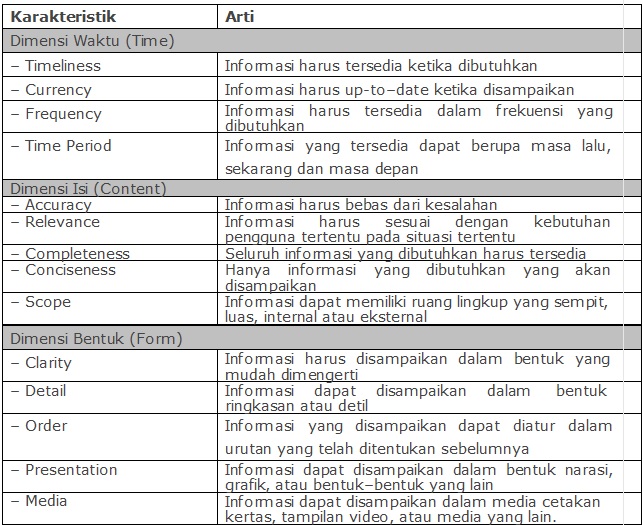 Karakteristik Arti
Dimensi Waktu (Time)
– Timeliness Informasi harus tersedia ketika dibutuhkan
– Currency Informasi harus up-to–date ketika disampaikan
– Frequency Informasi harus tersedia dalam frekuensi yang
dibutuhkan
– Time Period Informasi yang tersedia dapat berupa masa lalu,
sekarang dan masa depan
Dimensi Isi (Content)
– Accuracy Informasi harus bebas dari kesalahan
– Relevance Informasi harus sesuai dengan kebutuhan
pengguna tertentu pada situasi tertentu
– Completeness Seluruh informasi yang dibutuhkan harus tersedia
– Conciseness Hanya informasi yang dibutuhkan yang akan
disampaikan
– Scope Informasi dapat memiliki ruang lingkup yang sempit,
luas, internal atau eksternal
Dimensi Bentuk (Form)
– Clarity Informasi harus disampaikan dalam bentuk yang
mudah dimengerti
– Detail Informasi dapat disampaikan dalam bentuk
ringkasan atau detil
– Order Informasi yang disampaikan dapat diatur dalam
urutan yang telah ditentukan sebelumnya
– Presentation Informasi dapat disampaikan dalam bentuk narasi,
grafik, atau bentuk–bentuk yang lain
– Media Informasi dapat disampaikan dalam media cetakan
kertas, tampilan video, atau media yang lain.